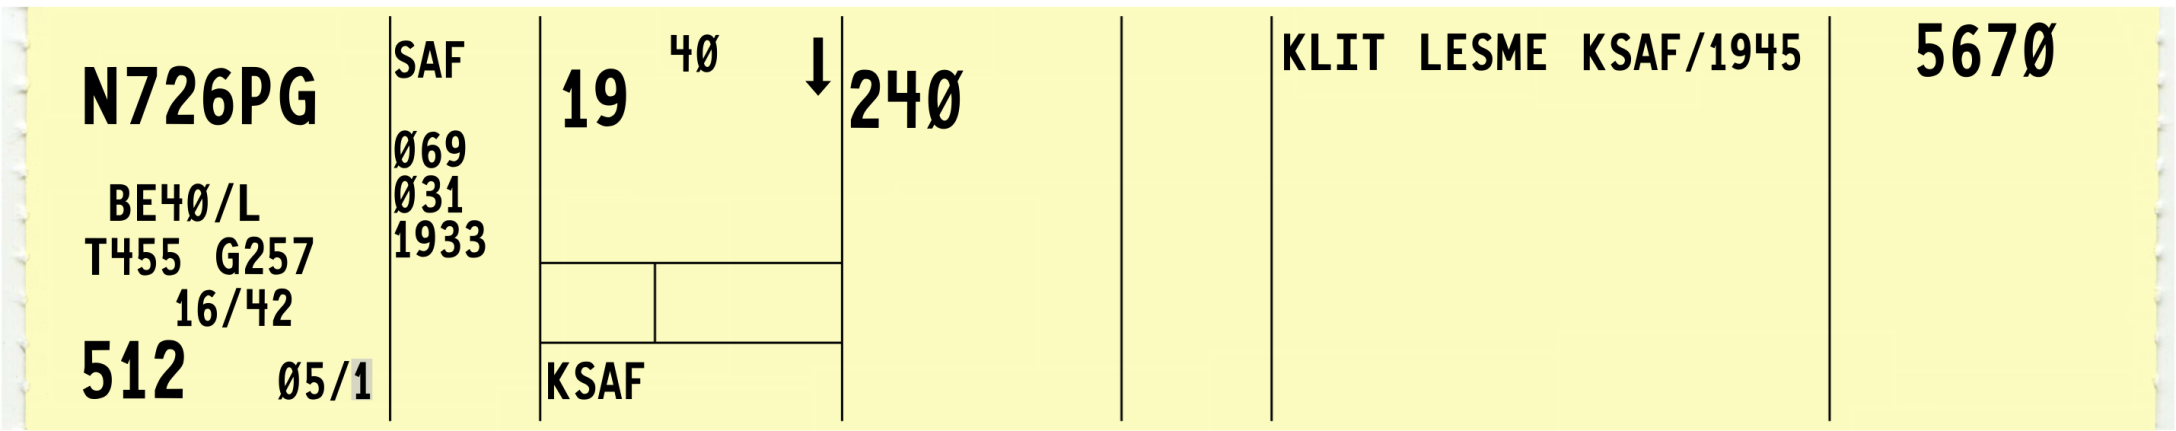 N726PG
BE4Ø/L
T455 G257
16/42
512 Ø5/1
SAF
Ø69
Ø31
1933
19 4Ø ↓
KSAF
24Ø
KLIT LESME KSAF/1945
567Ø